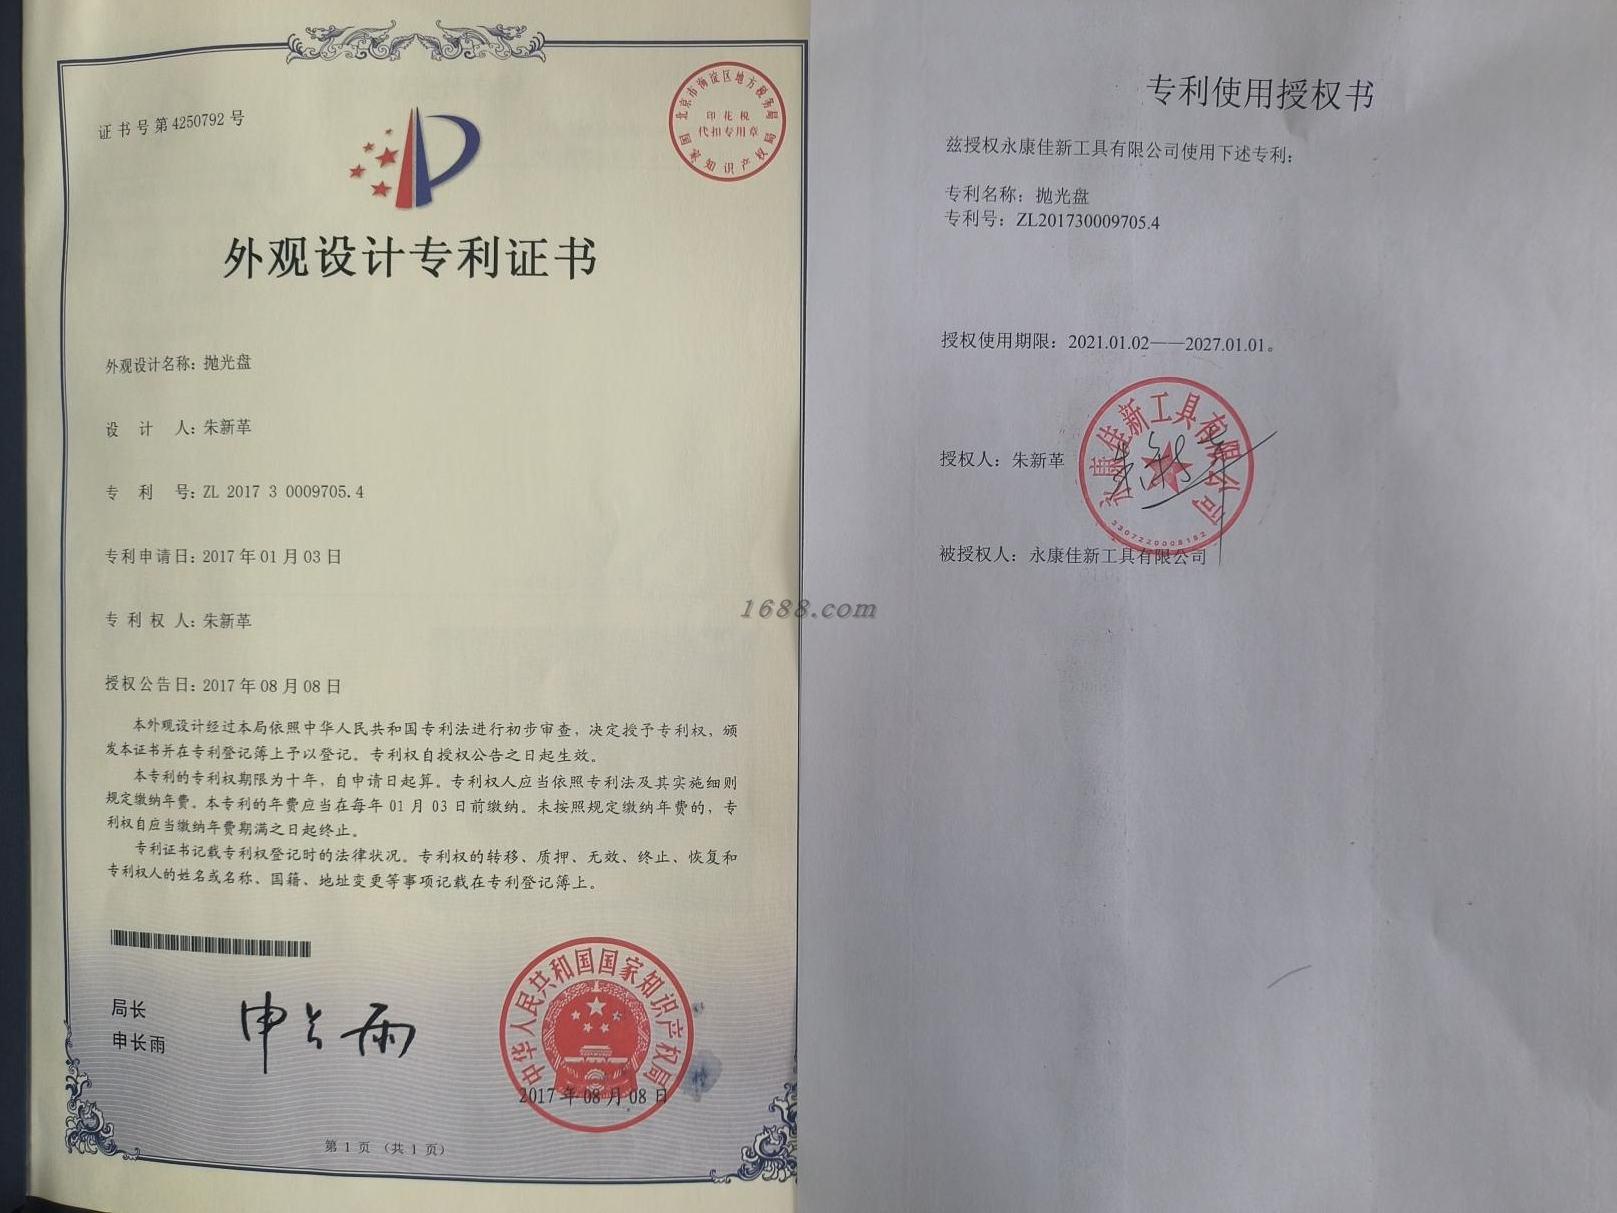 证书号第4250792号
北京市海淀区地方税务局
印花税
代扣专用章
国家知识产权局
外观设计专利证书
外观设计名称：抛光盘
设计人：朱新革
专利号：ZL 2017 3 0009705.4
专利申请日：2017年01月03日
专利权人：朱新革
授权公告日：2017年08月08日
本外观设计经过本局依照中华人民共和国专利法进行初步审查，决定授予专利权，颁
发本证书并在专利登记簿上予以登记。专利权自授权公告之日起生效。
本专利的专利权期限为十年，自申请日起算。专利权人应当依照专利法及其实施细则
规定缴纳年费。本专利的年费应当在每年01月03日前缴纳。未按照规定缴纳年费的，专
利权自应当缴纳年费期满之日起终止。
专利证书记载专利权登记时的法律状况。专利权的转移、质押、无效、终止、恢复和
专利权人的姓名或名称、国籍、地址变更等事项记载在专利登记簿上。
局长
申长雨
申长雨
中华人民共和国国家知识产权局
2017年08月08日
第1页（共1页）
专利使用授权书
兹授权永康佳新工具有限公司使用下述专利：
专利名称：抛光盘
专利号：ZL201730009705.4
授权使用期限：2021.01.02——2027.01.01。
授权人：朱新革
朱新革
永康佳新工具有限公司
3307220008182
被授权人：永康佳新工具有限公司
1688.com